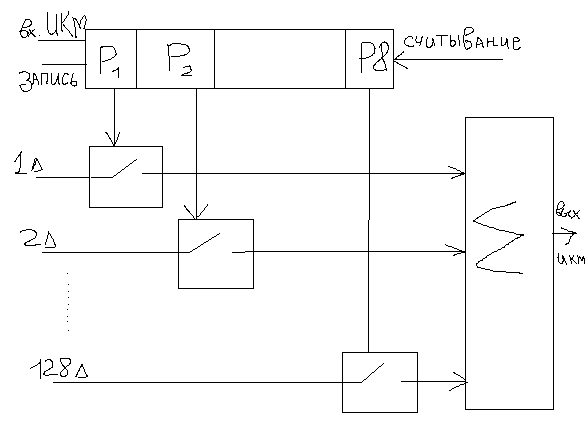 вх. ИКМ
ЗАПИСЬ
P1
P2
P8
СЧИТЫВАНИЕ
1Δ
2Δ
128Δ
Σ
вых
икм